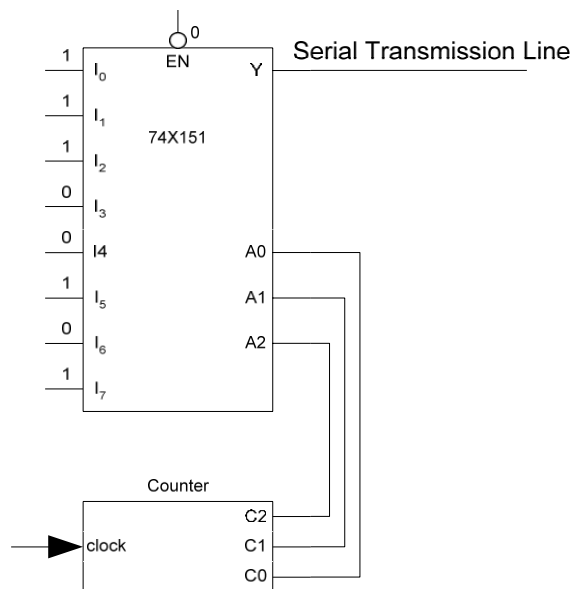 0
Serial Transmission Line
EN
1 I₀ Y
1 I₁
74X151
1 I₂
0 I₃
0 I4 A0
1 I₅ A1
0 I₆ A2
1 I₇
Counter
C2
clock C1
C0